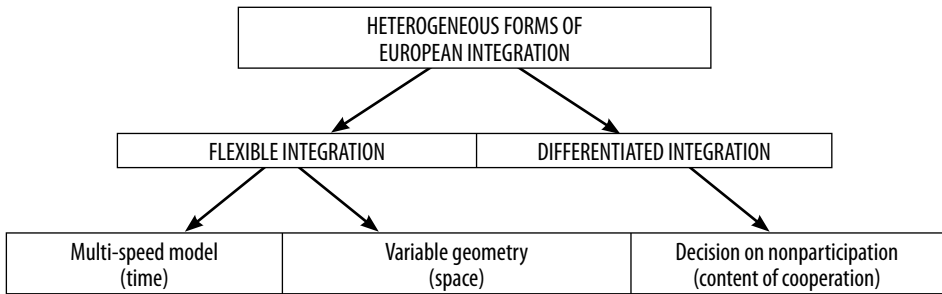 HETEROGENEOUS FORMS OF
EUROPEAN INTEGRATION
FLEXIBLE INTEGRATION
DIFFERENTIATED INTEGRATION
Multi-speed model
(time)
Variable geometry
(space)
Decision on nonparticipation
(content of cooperation)